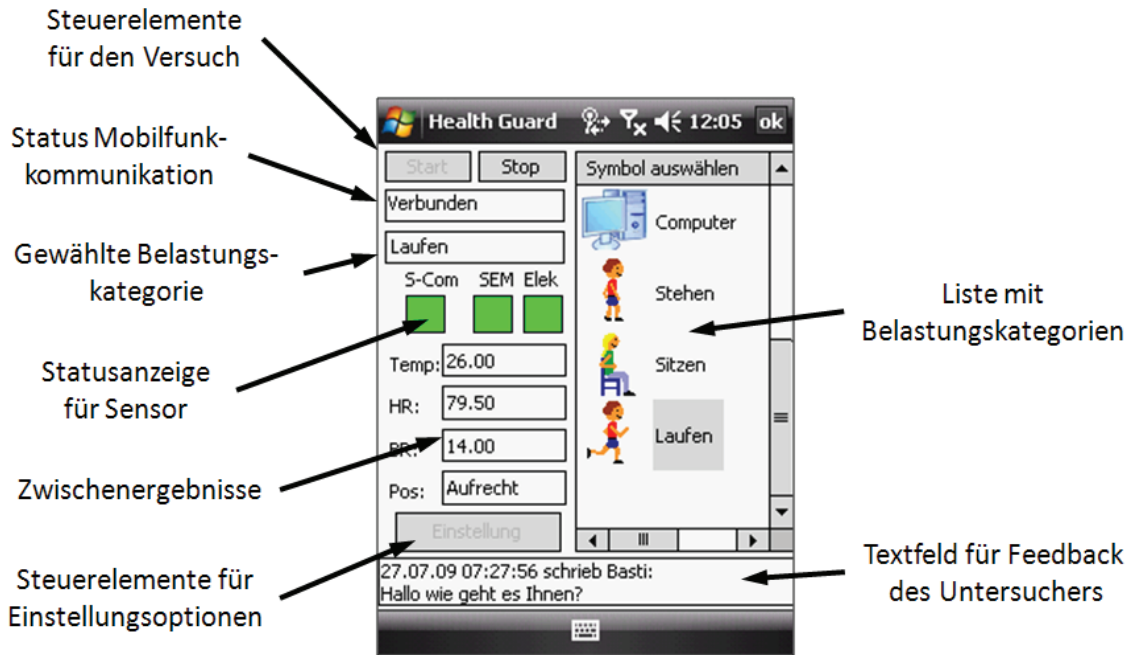 Steuerelemente
für den Versuch
Status Mobilfunk-
kommunikation
Gewählte Belastungs-
kategorie
Statusanzeige
für Sensor
Zwischenergebnisse
Steuerelemente für
Einstellungsoptionen
Health Guard 12:05 ok
Start Stop
Verbunden
Laufen
S-Com SEM Elek
Temp: 26.00
HR: 79.50
BR: 14.00
Pos: Aufrecht
Einstellung
Symbol auswählen
Computer
Stehen
Sitzen
Laufen
27.07.09 07:27:56 schrieb Basti:
Hallo wie geht es Ihnen?
Liste mit
Belastungskategorien
Textfeld für Feedback
des Untersuchers